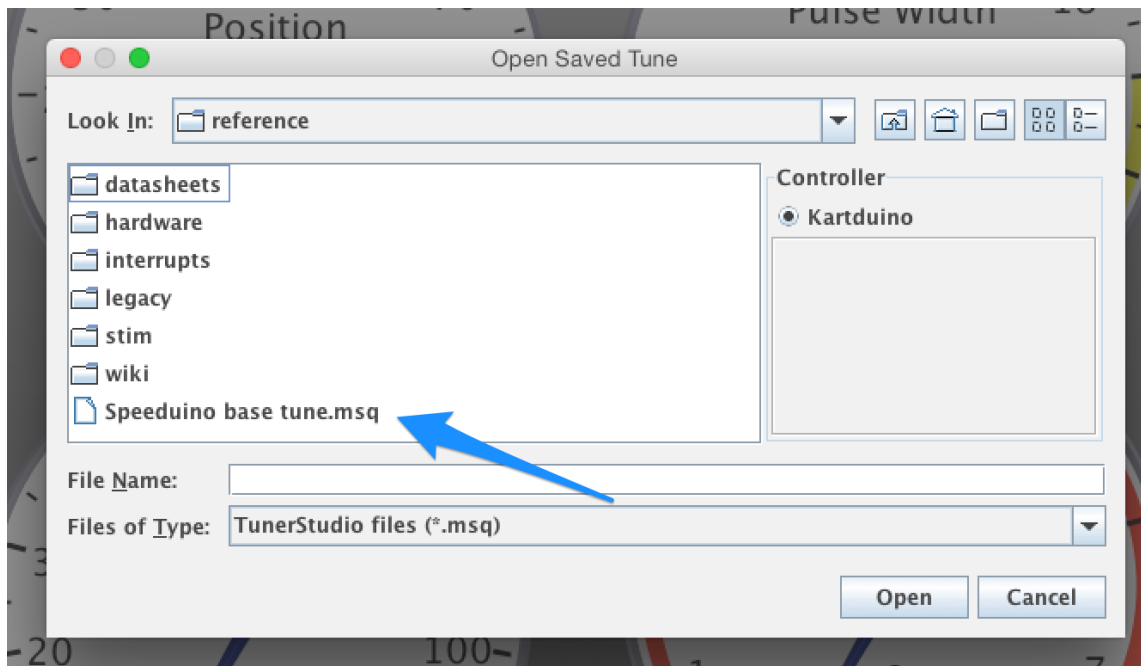 Position
Pulse Width
Open Saved Tune
Look In:
reference
datasheets
hardware
interrupts
legacy
stim
wiki
Speeduino base tune.msq
Controller
Kartduino
File Name:
Files of Type:
TunerStudio files (*.msq)
Open
Cancel
20
100